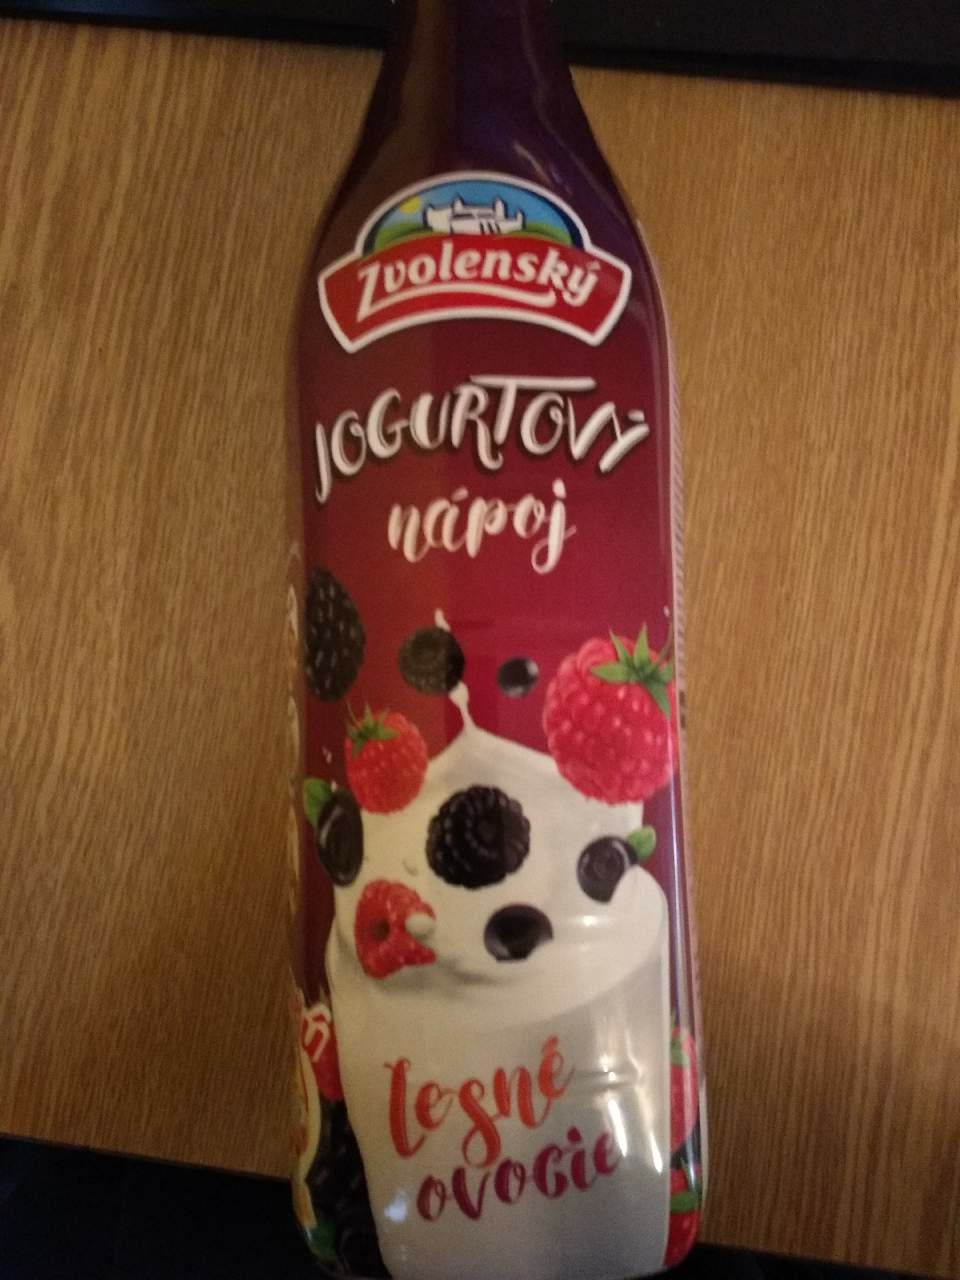 Zvolenský
JOGURTOVÝ
nápoj
lesné
ovocie